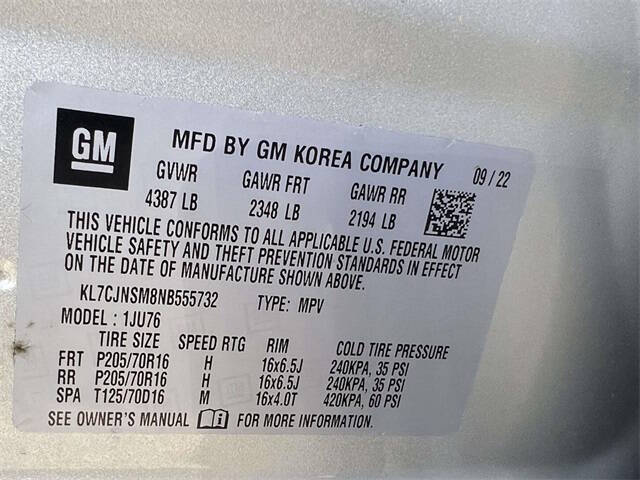 GM MFD BY GM KOREA COMPANY 09/22
GVWR GAWR FRT GAWR RR
4387 LB 2348 LB 2194 LB
THIS VEHICLE CONFORMS TO ALL APPLICABLE U.S. FEDERAL MOTOR
VEHICLE SAFETY AND THEFT PREVENTION STANDARDS IN EFFECT
ON THE DATE OF MANUFACTURE SHOWN ABOVE.
KL7CJNSM8NB555732 TYPE: MPV
MODEL : 1JU76
TIRE SIZE SPEED RTG RIM COLD TIRE PRESSURE
FRT P205/70R16 H 16x6.5J 240KPA, 35 PSI
RR P205/70R16 H 16x6.5J 240KPA, 35 PSI
SPA T125/70D16 M 16x4.0T 420KPA, 60 PSI
SEE OWNER'S MANUAL FOR MORE INFORMATION.